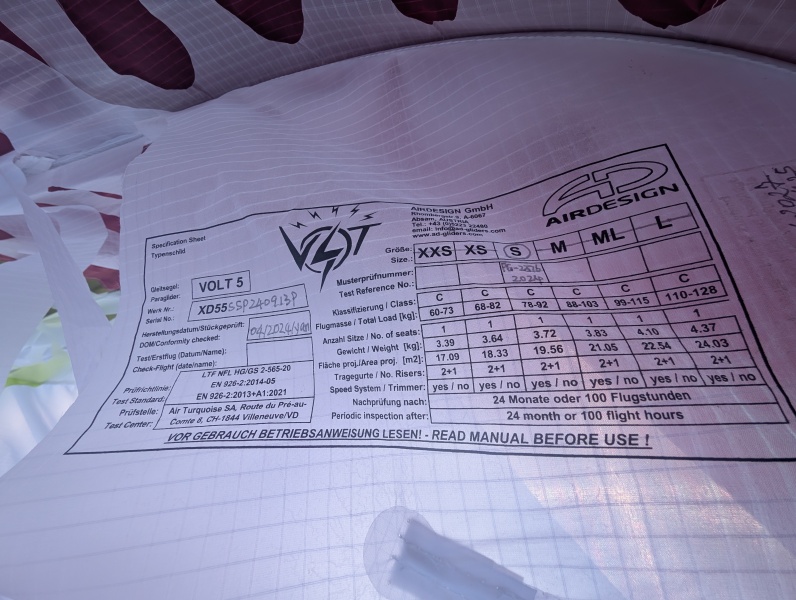 Specification Sheet
Typenschild
VOLT
AIRDESIGN GmbH
Absam, AUSTRIA
www.ad-gliders.com
AIRDESIGN
Gleitsegel:
Paraglider: VOLT 5
Werk Nr.:
Serial No.: XD55SSP240913P
Herstellungsdatum/Stückgeprüft:
DOM/Conformity checked: 04/2024/
Test/Erstflug (Datum/Name):
Check-Flight (date/name):
Prüfrichtlinie: LTF NFL HG/GS 2-565-20
Test Standard: EN 926-2:2014-05
EN 926-2:2013+A1:2021
Prüfstelle: Air Turquoise SA, Route du Pré-au-
Test Center: Comte 8, CH-1844 Villeneuve/VD
Größe:
Size.: XXS XS S M ML L
Musterprüfnummer:
Test Reference No.: 2024
Klassifizierung / Class: C C C C C C
Flugmasse / Total Load [kg]: 60-73 68-82 78-92 88-103 99-115 110-128
Anzahl Sitze / No. of seats: 1 1 1 1 1 1
Gewicht / Weight [kg]: 3.39 3.64 3.72 3.83 4.10 4.37
Fläche proj./Area proj. [m2]: 17.09 18.33 19.56 21.05 22.54 24.03
Tragegurte / No. Risers: 2+1 2+1 2+1 2+1 2+1 2+1
Speed System / Trimmer: yes / no yes / no yes / no yes / no yes / no yes / no
Nachprüfung nach: 24 Monate oder 100 Flugstunden
Periodic inspection after: 24 month or 100 flight hours
VOR GEBRAUCH BETRIEBSANWEISUNG LESEN! - READ MANUAL BEFORE USE !